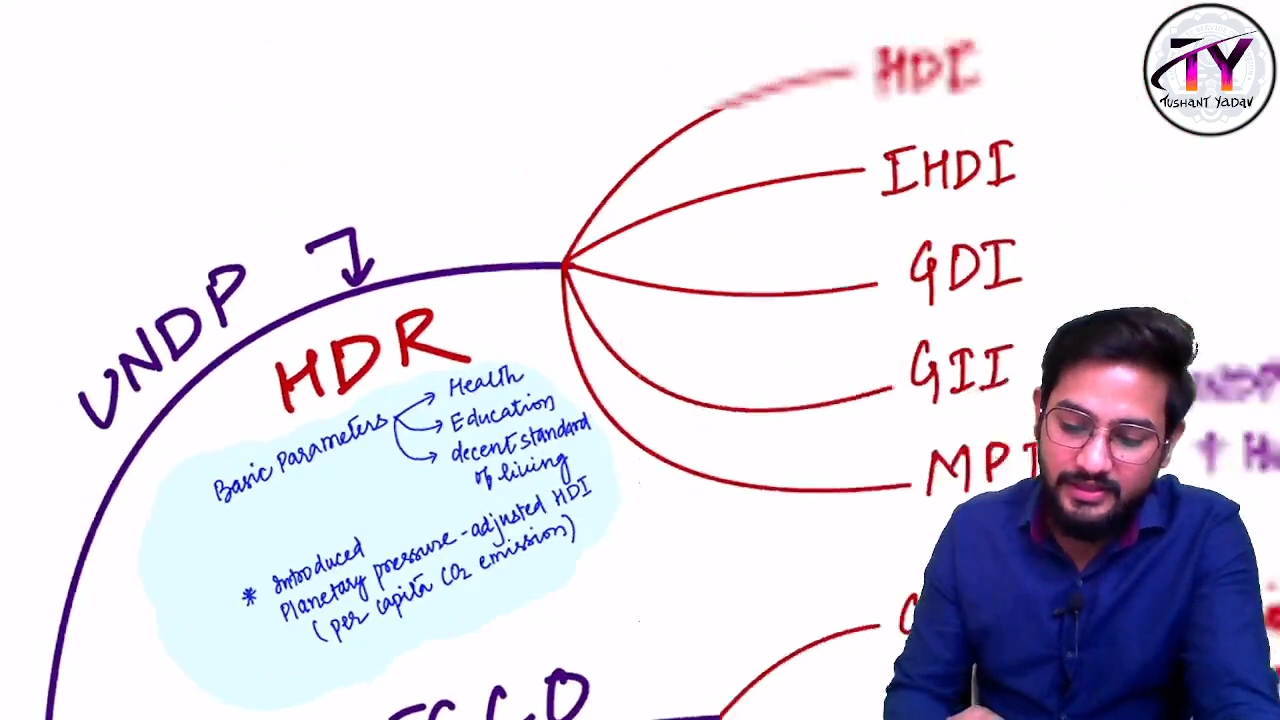 TY
TUSHANT YADAV
HDI
IHDI
GDI
GII
UNDP
HDR
Basic Parameters
Health
Education
decent standard
of living
* Introduced
Planetary pressure-adjusted HDI
(per capita CO₂ emission)